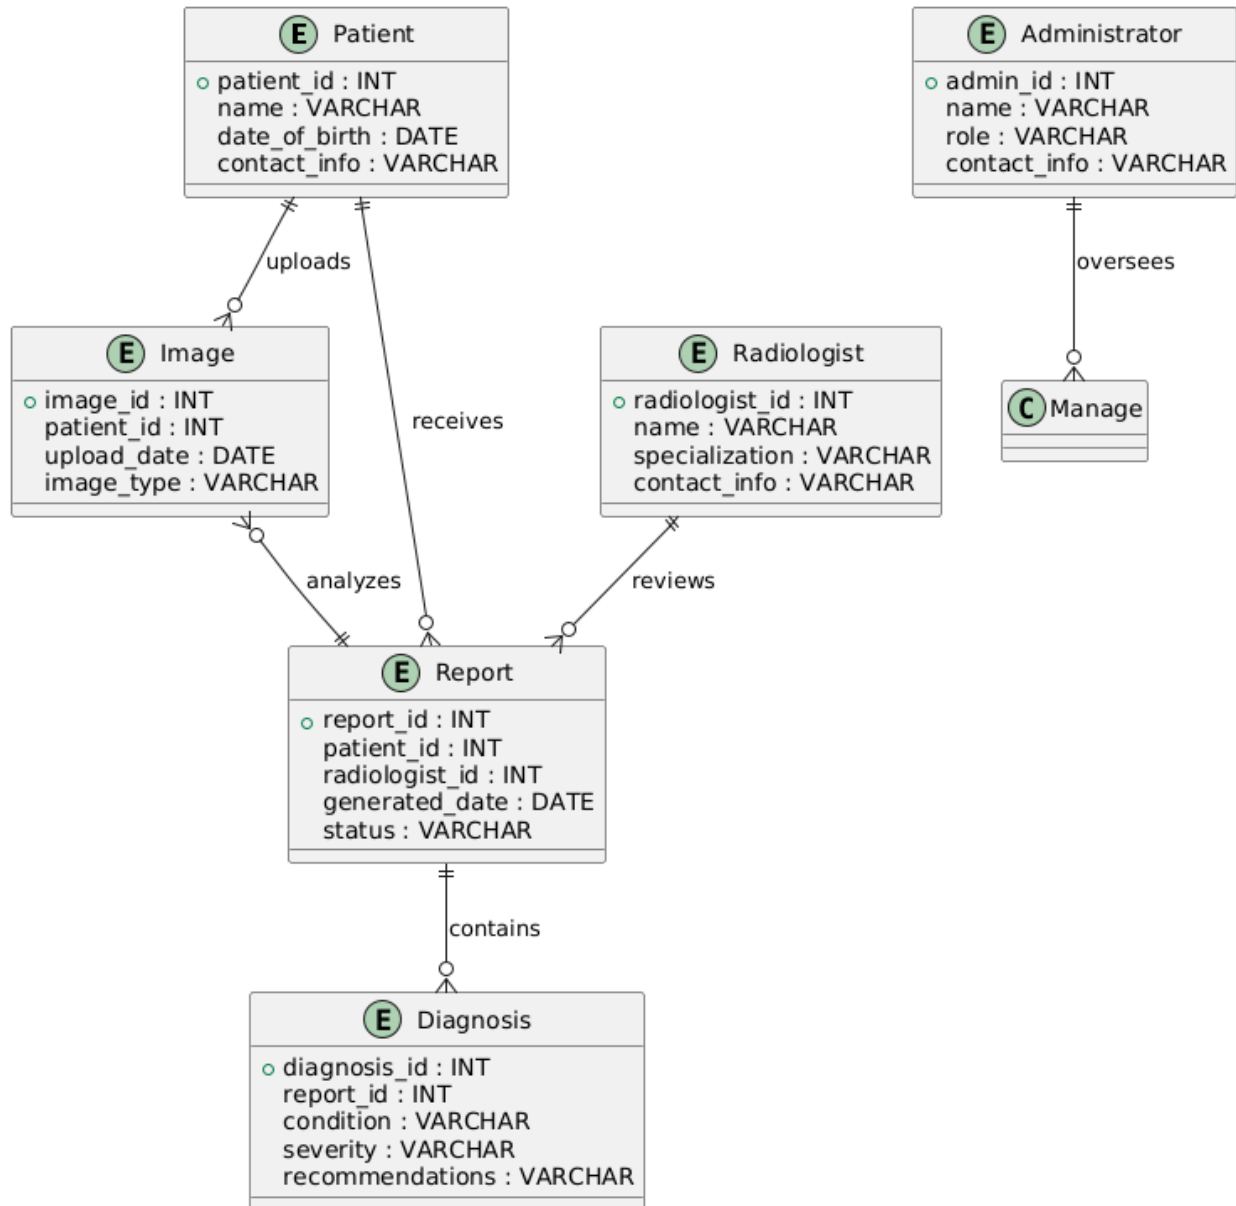 E Patient
patient_id : INT
name : VARCHAR
date_of_birth : DATE
contact_info : VARCHAR
E Administrator
admin_id : INT
name : VARCHAR
role : VARCHAR
contact_info : VARCHAR
uploads
oversees
E Image
image_id : INT
patient_id : INT
upload_date : DATE
image_type : VARCHAR
receives
E Radiologist
radiologist_id : INT
name : VARCHAR
specialization : VARCHAR
contact_info : VARCHAR
C Manage
analyzes
reviews
E Report
report_id : INT
patient_id : INT
radiologist_id : INT
generated_date : DATE
status : VARCHAR
contains
E Diagnosis
diagnosis_id : INT
report_id : INT
condition : VARCHAR
severity : VARCHAR
recommendations : VARCHAR